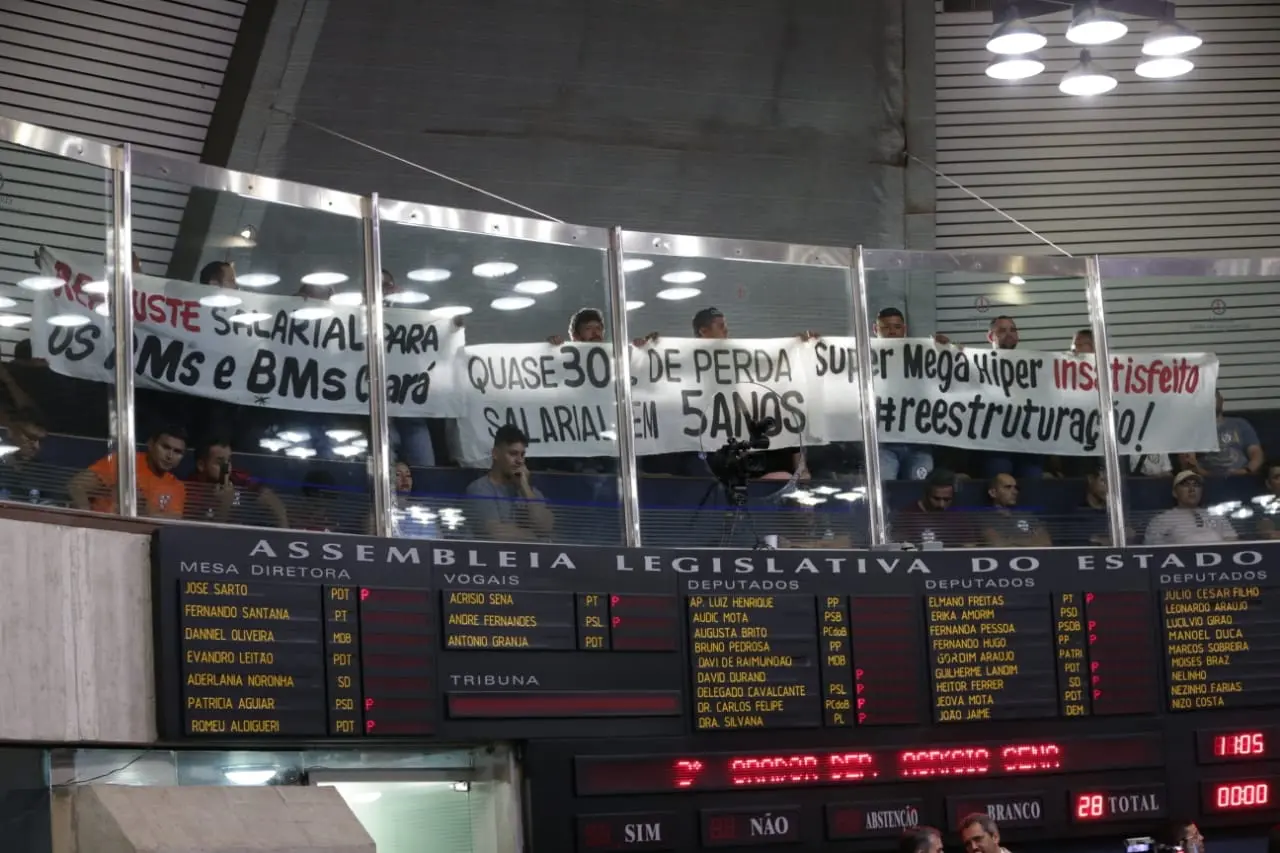 REAJUSTE SALARIAL PARA
OS PMs e BMs Ceará
QUASE 30% DE PERDA
SALARIAL EM 5 ANOS
Super Mega Hiper Insatisfeito
#reestruturação!
ASSEMBLEIA LEGISLATIVA DO ESTADO
MESA DIRETORA
JOSE SARTO PDT P
FERNANDO SANTANA PT
DANNIEL OLIVEIRA MDB
EVANDRO LEITÃO PDT
ADERLANIA NORONHA SD
PATRICIA AGUIAR PSD P
ROMEU ALDIGUERI PDT P
VOGAIS
ACRISIO SENA PT P
ANDRE FERNANDES PSL P
ANTONIO GRANJA PDT
TRIBUNA
DEPUTADOS
AP. LUIZ HENRIQUE PP
AUDIC MOTA PSB
AUGUSTA BRITO PCdoB
BRUNO PEDROSA PP
DAVI DE RAIMUNDAO MDB
DAVID DURAND P
DELEGADO CAVALCANTE PSL P
DR. CARLOS FELIPE PCdoB P
DRA. SILVANA PL P
DEPUTADOS
ELMANO FREITAS PT P
ERIKA AMORIM PSD
FERNANDA PESSOA PSDB P
FERNANDO HUGO PP P
GORDIM ARAUJO PATRI
GUILHERME LANDIM PDT P
HEITOR FERRER SD P
JEOVA MOTA PDT P
JOÃO JAIME DEM
DEPUTADOS
JULIO CESAR FILHO
LEONARDO ARAUJO
LUCILVIO GIRAO
MANOEL DUCA
MARCOS SOBREIRA
MOISES BRAZ
NELINHO
NEZINHO FARIAS
NIZO COSTA
3º ORADOR DEP. ACRISIO SENA
11:05
SIM
NÃO
ABSTENÇÃO
BRANCO
28 TOTAL
00:00